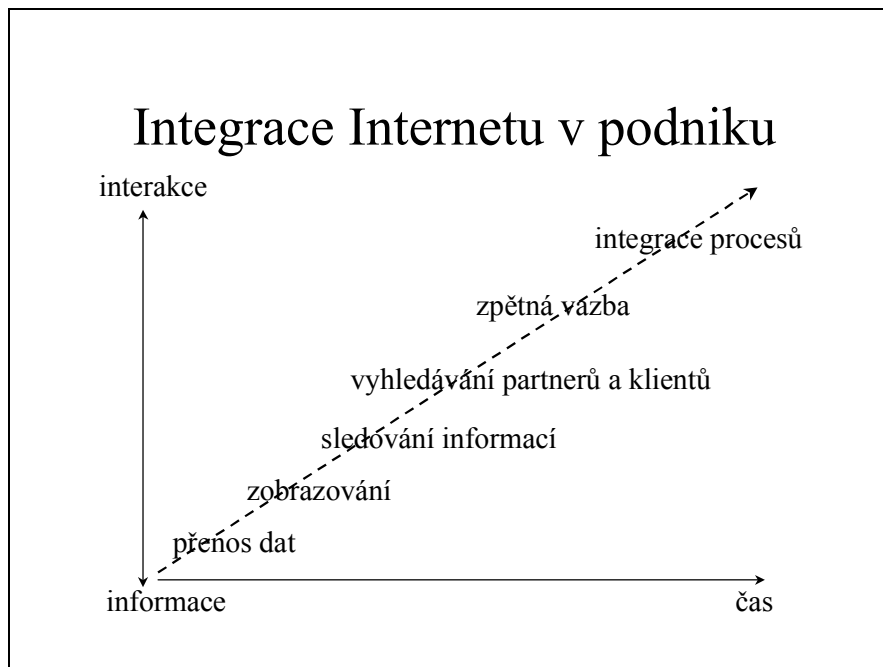 Integrace Internetu v podniku
interakce
integrace procesů
zpětná vazba
vyhledávání partnerů a klientů
sledování informací
zobrazování
přenos dat
informace
čas